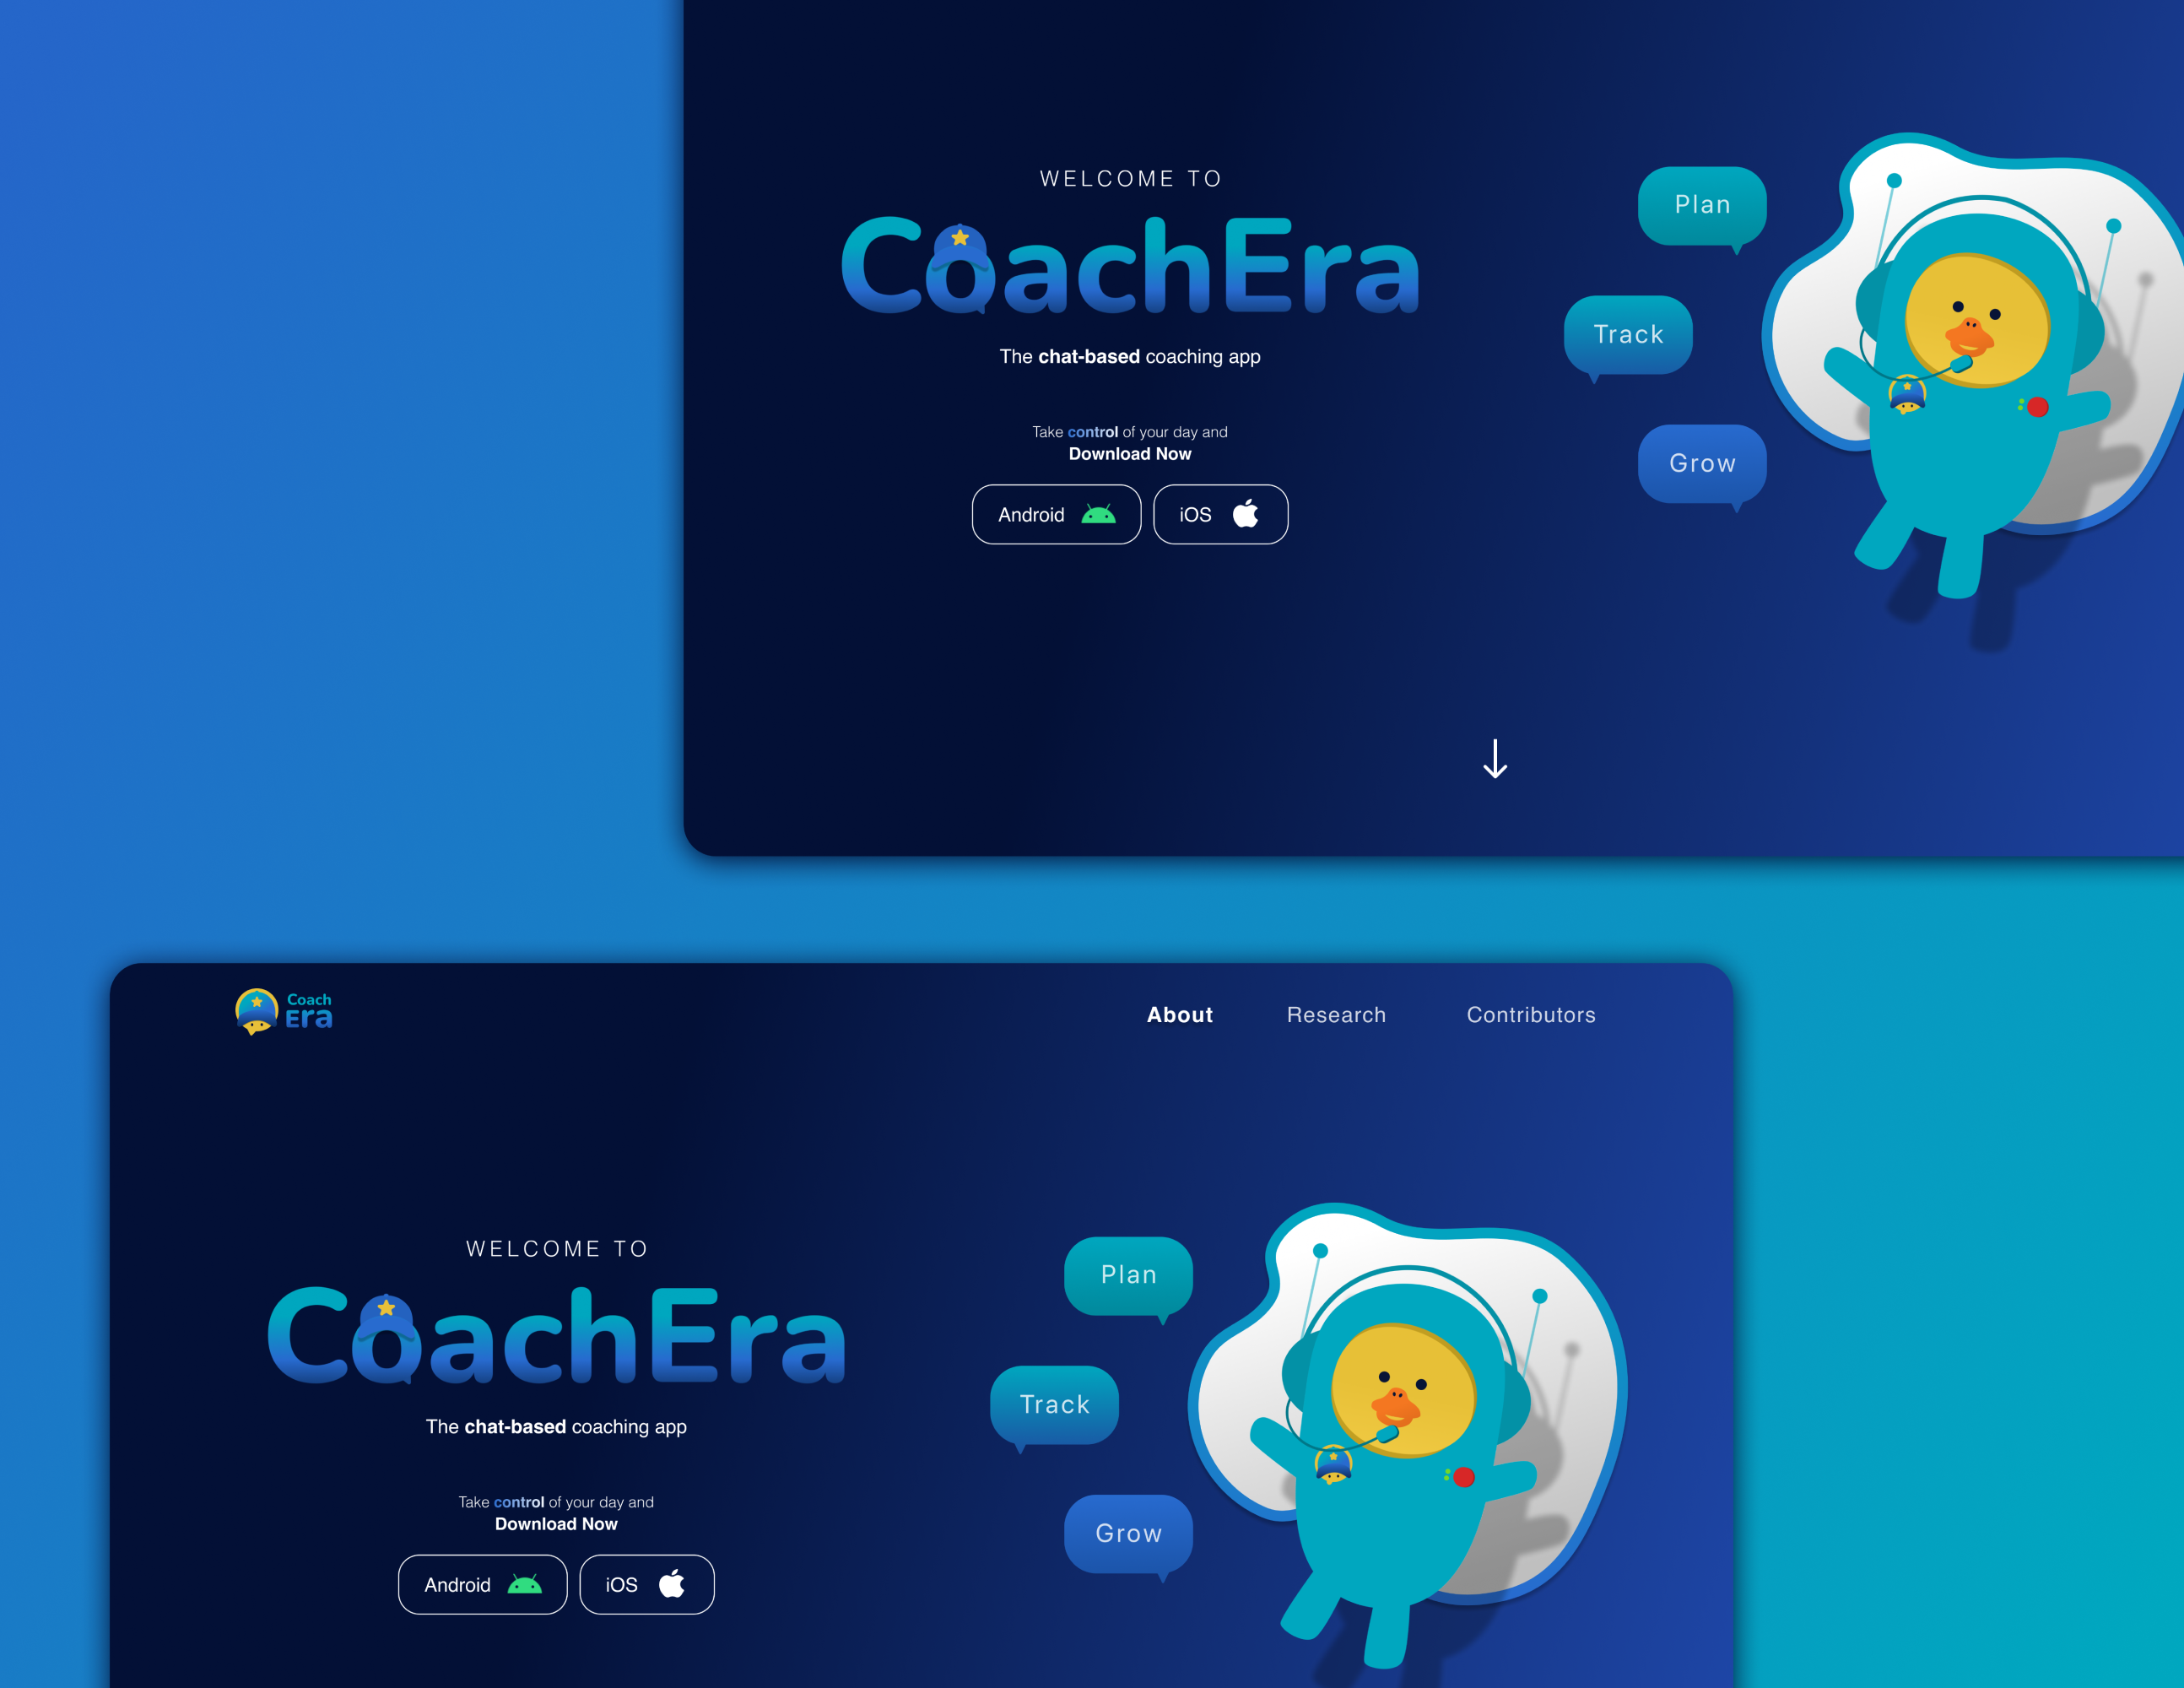 WELCOME TO
CoachEra
The chat-based coaching app
Take control of your day and
Download Now
Android
iOS
Plan
Track
Grow
Coach
Era
About
Research
Contributors
WELCOME TO
CoachEra
The chat-based coaching app
Take control of your day and
Download Now
Android
iOS
Plan
Track
Grow